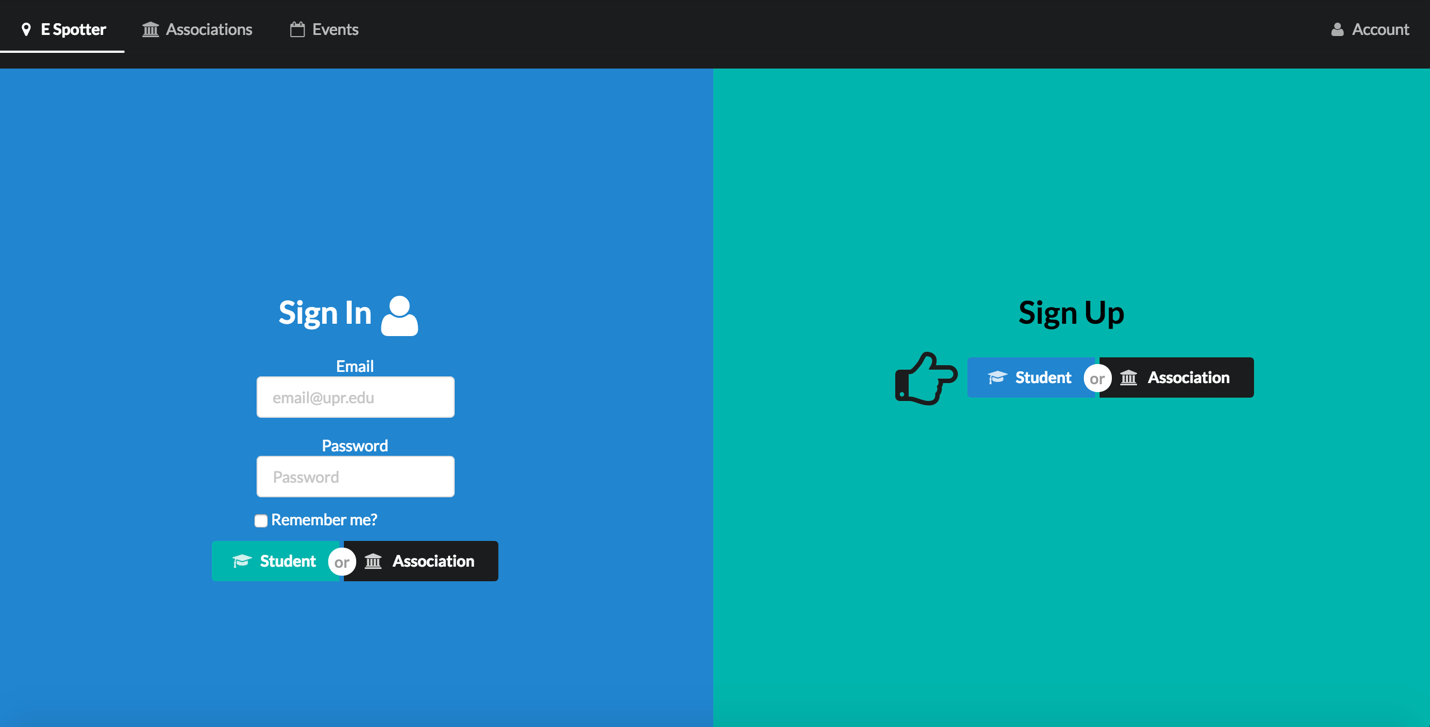 E Spotter Associations Events Account
Sign In
Email
email@upr.edu
Password
Password
Remember me?
Student or Association
Sign Up
Student or Association